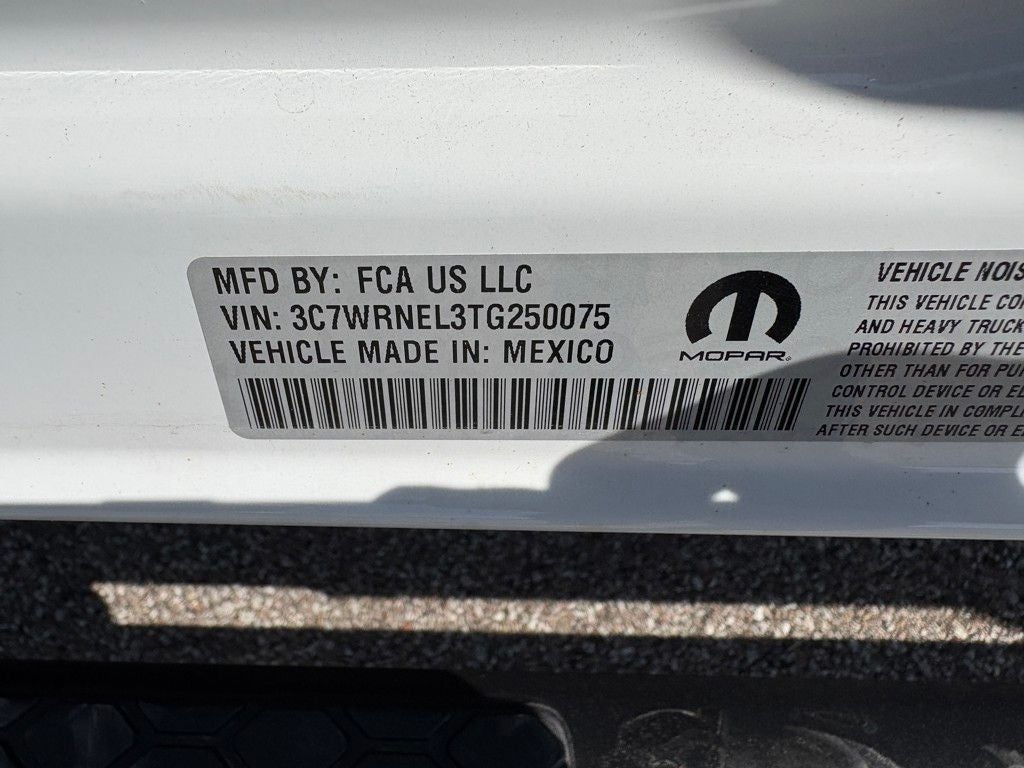 MFD BY: FCA US LLC
VIN: 3C7WRNEL3TG250075
VEHICLE MADE IN: MEXICO
MOPAR®
VEHICLE NOIS
THIS VEHICLE CO
AND HEAVY TRUCK
PROHIBITED BY THE
OTHER THAN FOR PU
CONTROL DEVICE OR EL
THIS VEHICLE IN COMPL
AFTER SUCH DEVICE OR E